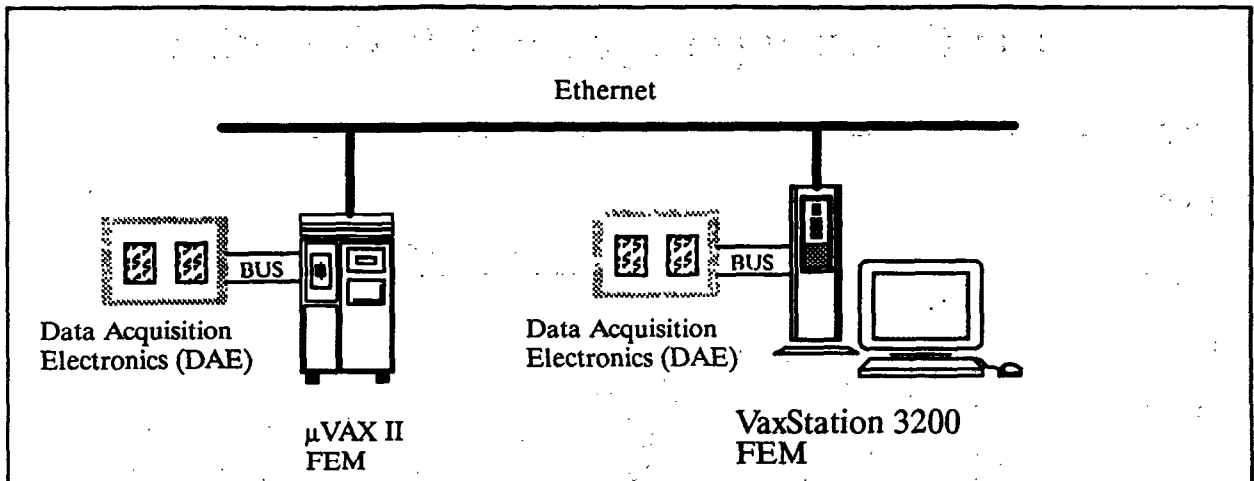 Ethernet
BUS
BUS
Data Acquisition
Electronics (DAE)
Data Acquisition
Electronics (DAE)
μVAX II
FEM
VaxStation 3200
FEM